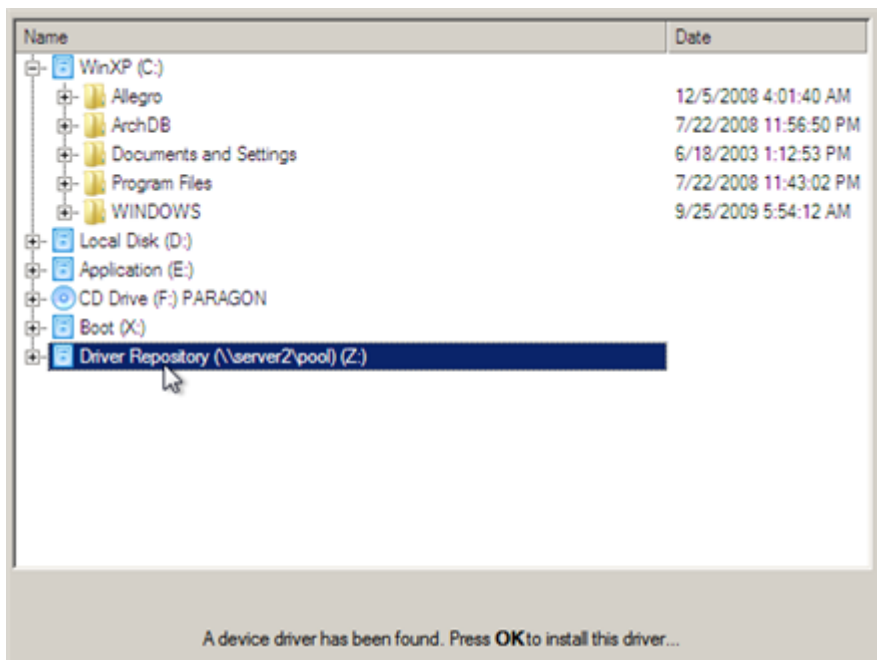 Name Date
WinXP (C:)
Allegro 12/5/2008 4:01:40 AM
ArchDB 7/22/2008 11:56:50 PM
Documents and Settings 6/18/2003 1:12:53 PM
Program Files 7/22/2008 11:43:02 PM
WINDOWS 9/25/2009 5:54:12 AM
Local Disk (D:)
Application (E:)
CD Drive (F:) PARAGON
Boot (X:)
Driver Repository (\\server2\pool) (Z:)
A device driver has been found. Press OK to install this driver...